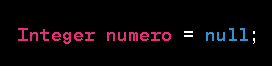 Integer numero = null;